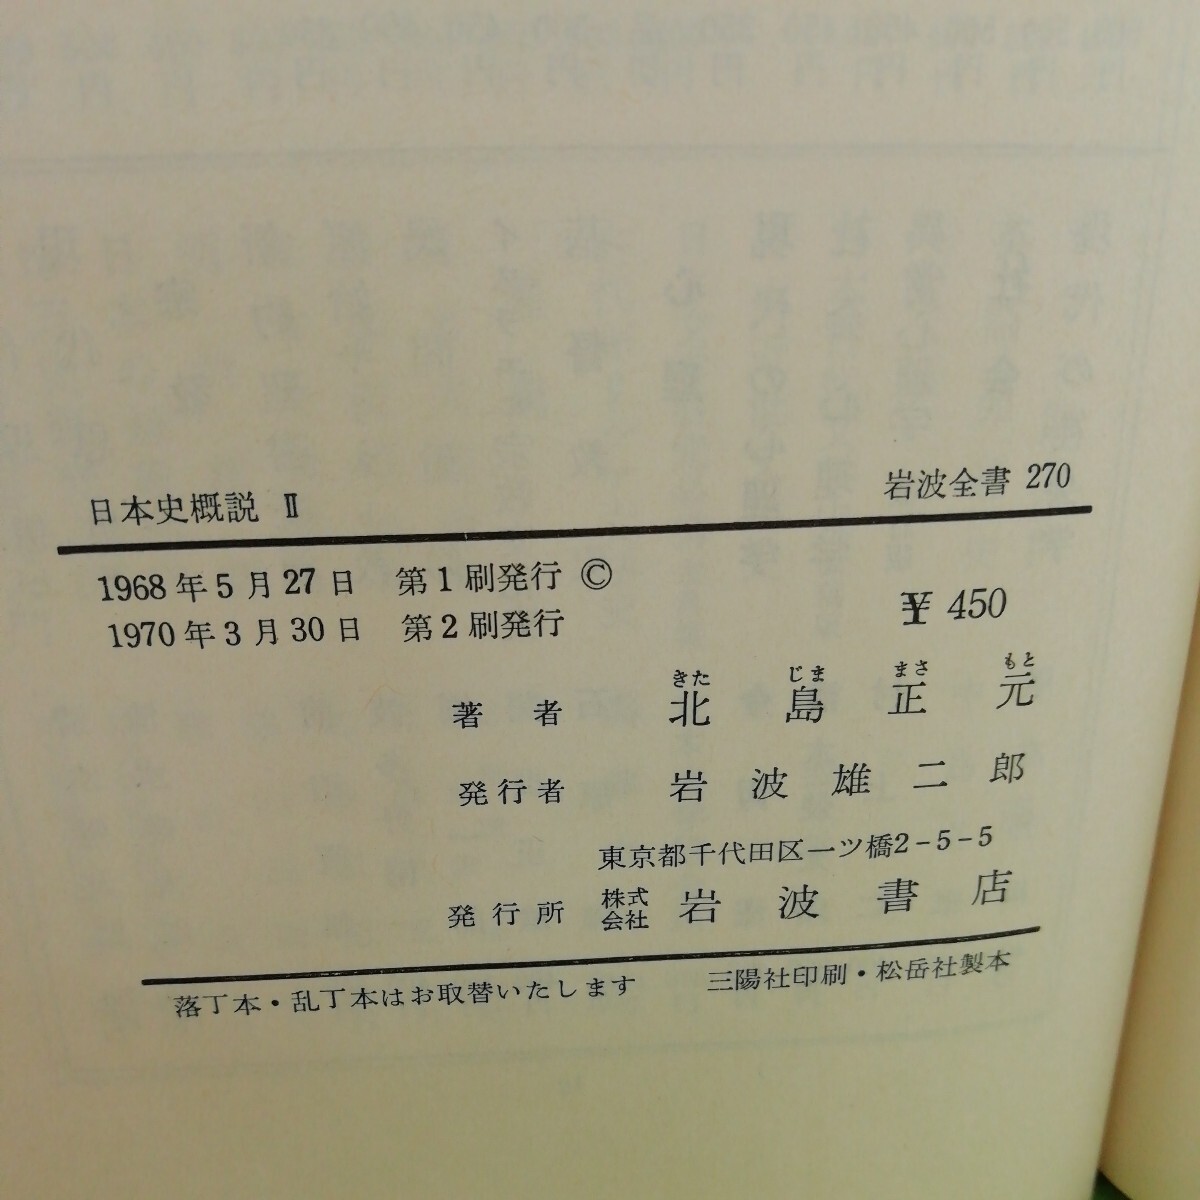 日本史概説 Ⅱ 岩波全書 270
1968年5月27日 第1刷発行 ©
1970年3月30日 第2刷発行
¥ 450
きた じま まさ もと
著者 北島正元
発行者 岩波雄二郎
東京都千代田区一ツ橋2-5-5
発行所 株式会社 岩波書店
落丁本・乱丁本はお取替いたします 三陽社印刷・松岳社製本